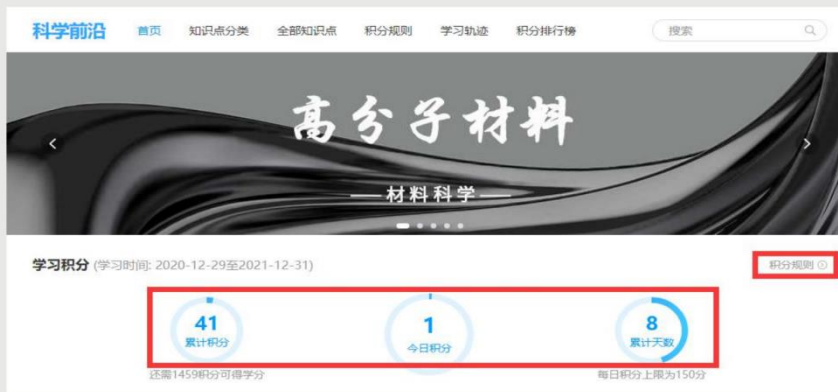 科学前沿 首页 知识点分类 全部知识点 积分规则 学习轨迹 积分排行榜 搜索
高分子材料
材料科学
学习积分 (学习时间: 2020-12-29至2021-12-31) 积分规则
41 1 8
累计积分 今日积分 累计天数
还需1459积分可得学分 每日积分上限为150分